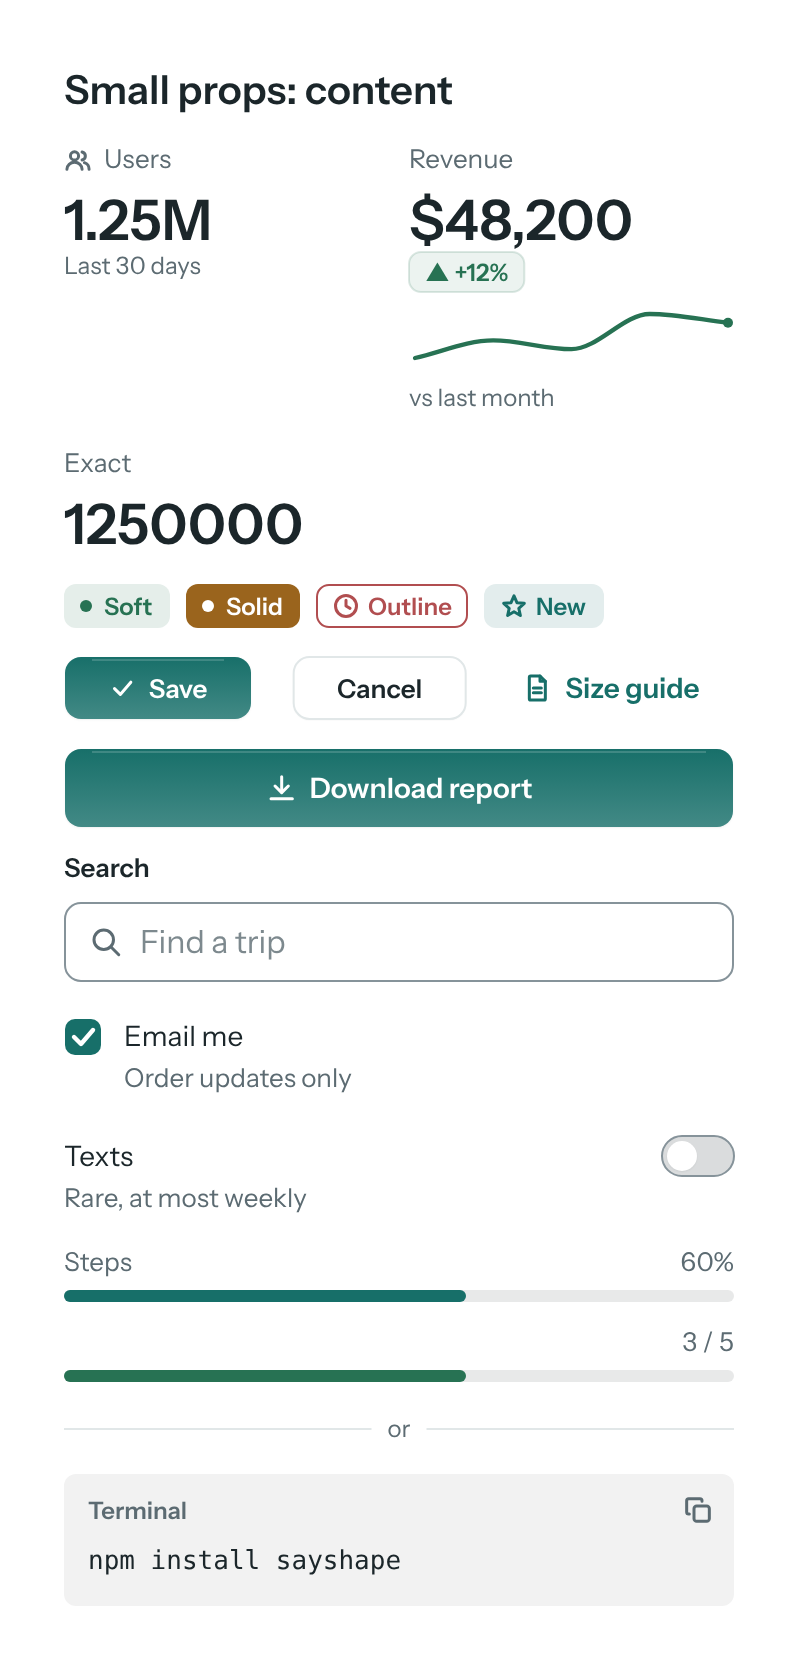 Small props: content
Users
1.25M
Last 30 days
Revenue
$48,200
▲ +12%
vs last month
Exact
1250000
Soft
Solid
Outline
New
Save
Cancel
Size guide
Download report
Search
Find a trip
Email me
Order updates only
Texts
Rare, at most weekly
Steps 60%
3 / 5
or
Terminal
npm install sayshape